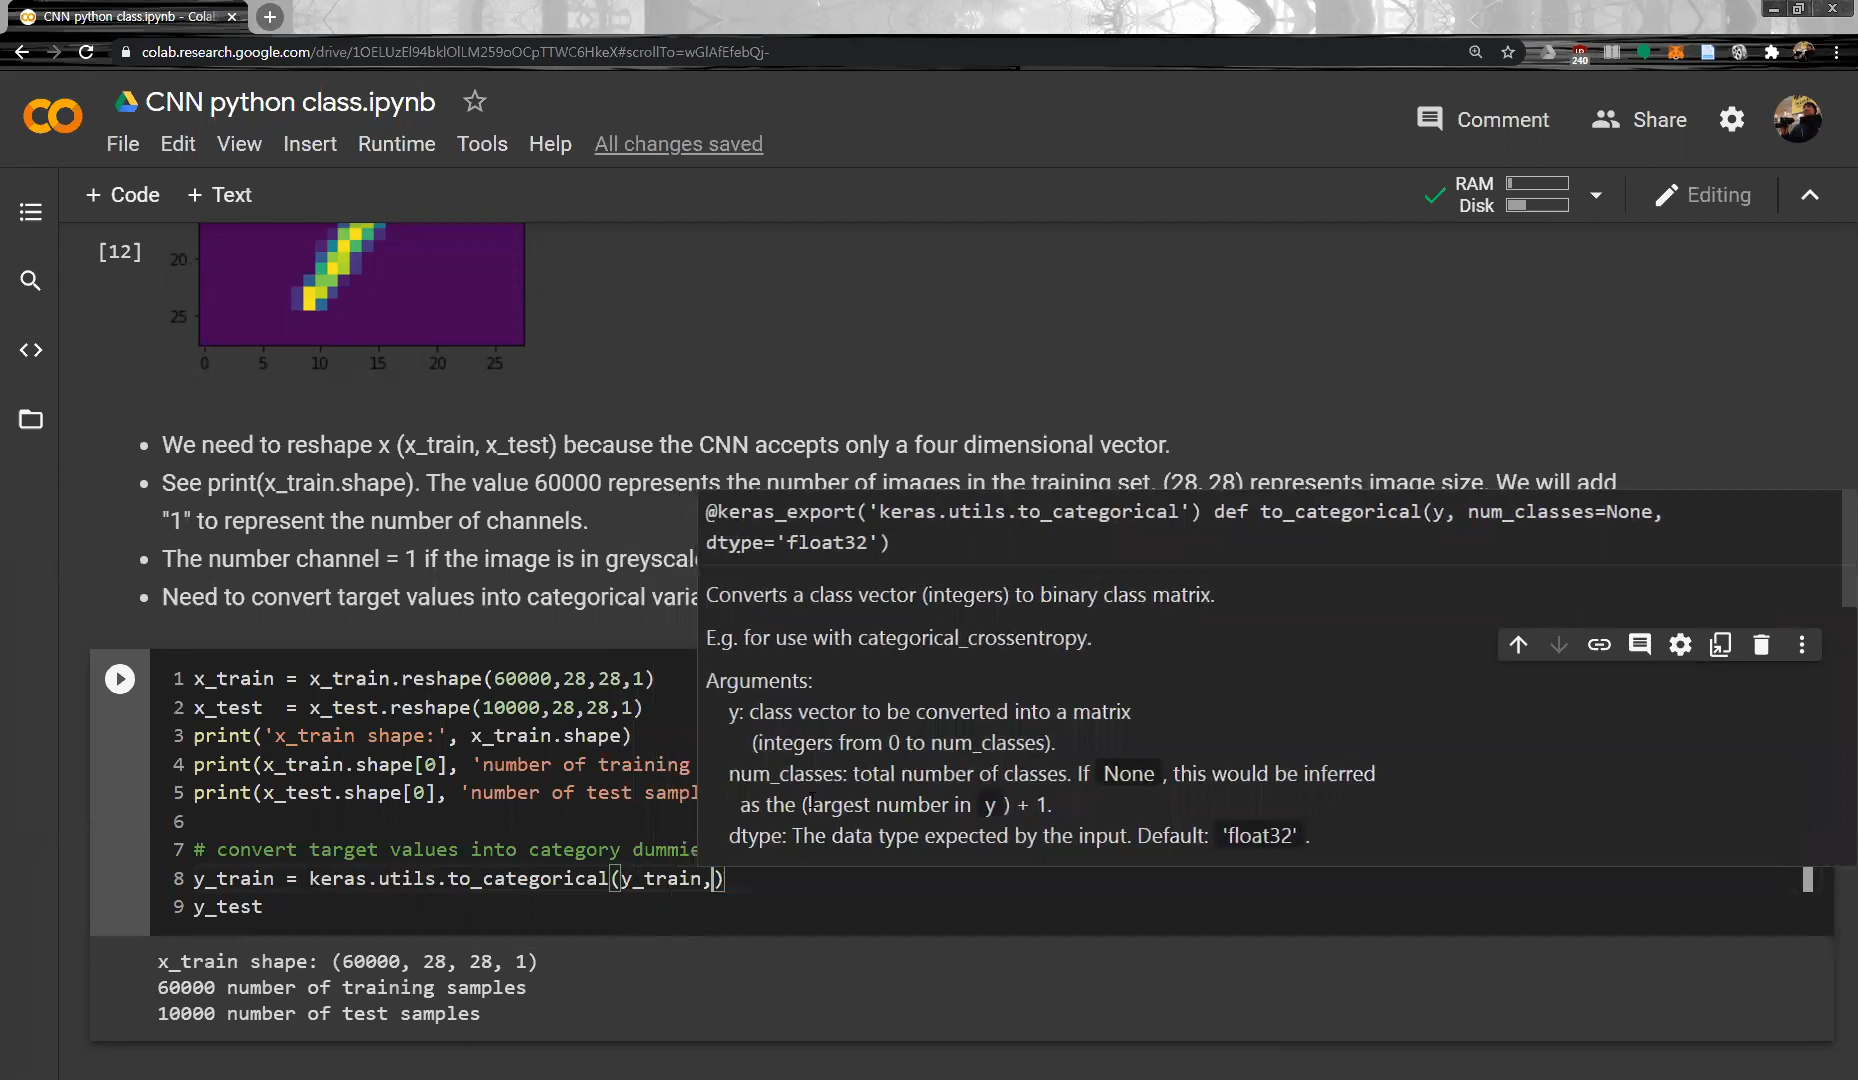 CNN python class.ipynb - Colab
colab.research.google.com/drive/1OELUzEl94bklOlLM259oOCpTTWC6HkeX#scrollTo=wGlAfEfebQj-
240
CNN python class.ipynb
Comment
Share
File Edit View Insert Runtime Tools Help All changes saved
+ Code + Text
RAM
Disk
Editing
[12]
20
25
0 5 10 15 20 25
• We need to reshape x (x_train, x_test) because the CNN accepts only a four dimensional vector.
• See print(x_train.shape). The value 60000 represents the number of images in the training set. (28, 28) represents image size. We will add
"1" to represent the number of channels.
• The number channel = 1 if the image is in greyscale
• Need to convert target values into categorical varia
@keras_export('keras.utils.to_categorical') def to_categorical(y, num_classes=None,
dtype='float32')
Converts a class vector (integers) to binary class matrix.
E.g. for use with categorical_crossentropy.
Arguments:
y: class vector to be converted into a matrix
(integers from 0 to num_classes).
num_classes: total number of classes. If None, this would be inferred
as the (largest number in y) + 1.
dtype: The data type expected by the input. Default: 'float32'.
1 x_train = x_train.reshape(60000,28,28,1)
2 x_test = x_test.reshape(10000,28,28,1)
3 print('x_train shape:', x_train.shape)
4 print(x_train.shape[0], 'number of training
5 print(x_test.shape[0], 'number of test sampl
6
7 # convert target values into category dummie
8 y_train = keras.utils.to_categorical(y_train,)
9 y_test
x_train shape: (60000, 28, 28, 1)
60000 number of training samples
10000 number of test samples